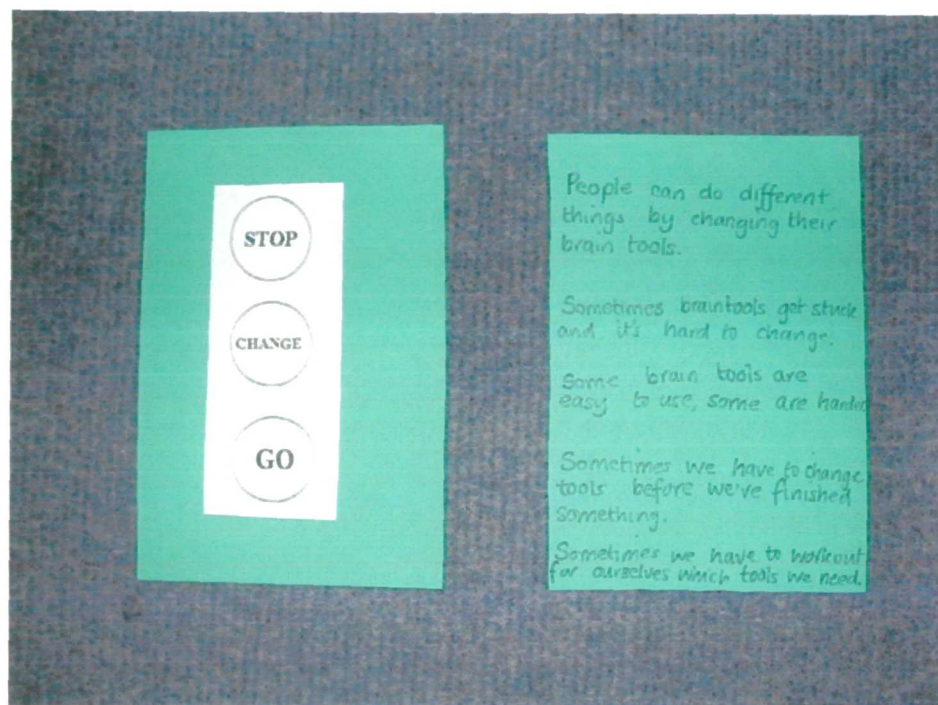 STOP
CHANGE
GO
People can do different
things by changing their
brain tools.
Sometimes braintools get stuck
and it's hard to change.
Some brain tools are
easy to use, some are harder
Sometimes we have to change
tools before we've finished
something.
Sometimes we have to workout
for ourselves which tools we need.